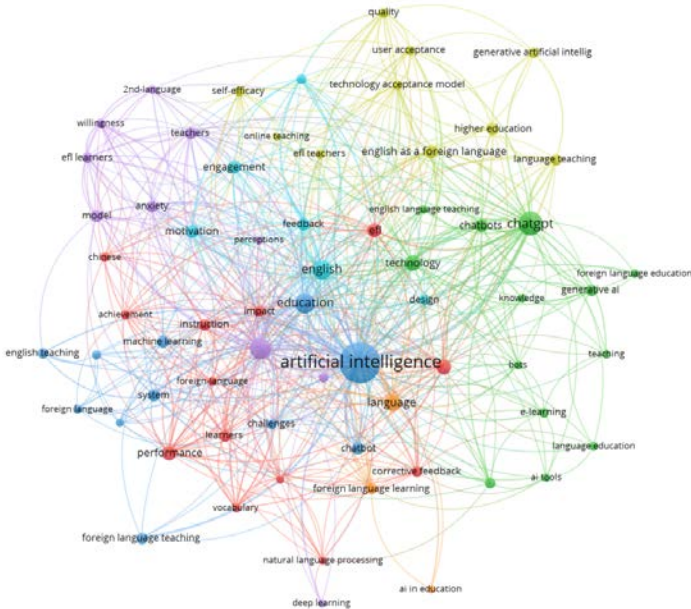 quality
user acceptance
generative artificial intellig
2nd-language
self-efficacy
technology acceptance model
willingness
teachers
online teaching
higher education
efl learners
engagement
efl teachers
english as a foreign language
language teaching
model
anxiety
english language teaching
motivation
feedback
efl
chatbots
chatgpt
perceptions
chinese
english
technology
foreign language education
education
design
knowledge
generative ai
achievement
instruction
impact
english teaching
machine learning
artificial intelligence
teaching
foreign-language
bots
foreign language
system
language
challenges
e-learning
learners
performance
chatbot
language education
corrective feedback
ai tools
foreign language learning
vocabulary
foreign language teaching
natural language processing
ai in education
deep learning